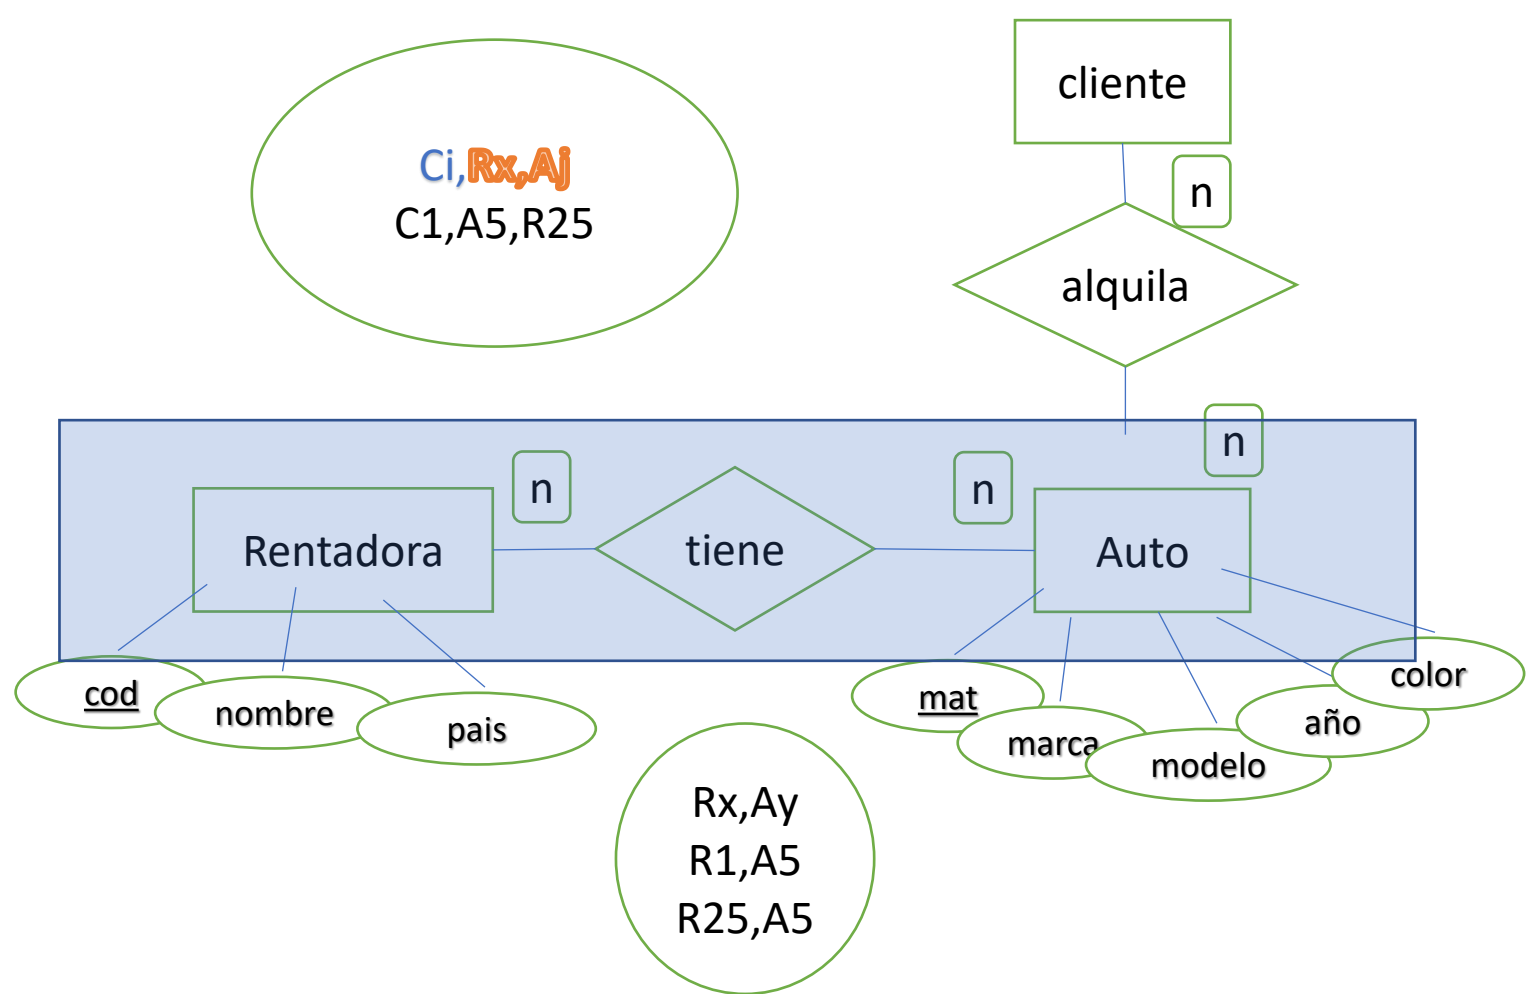 cliente
Ci,Rx,Aj
n
C1,A5,R25
alquila
n
n
n
Rentadora
tiene
Auto
color
cod
mat
nombre
año
pais
marca
modelo
Rx,Ay
R1,A5
R25,A5